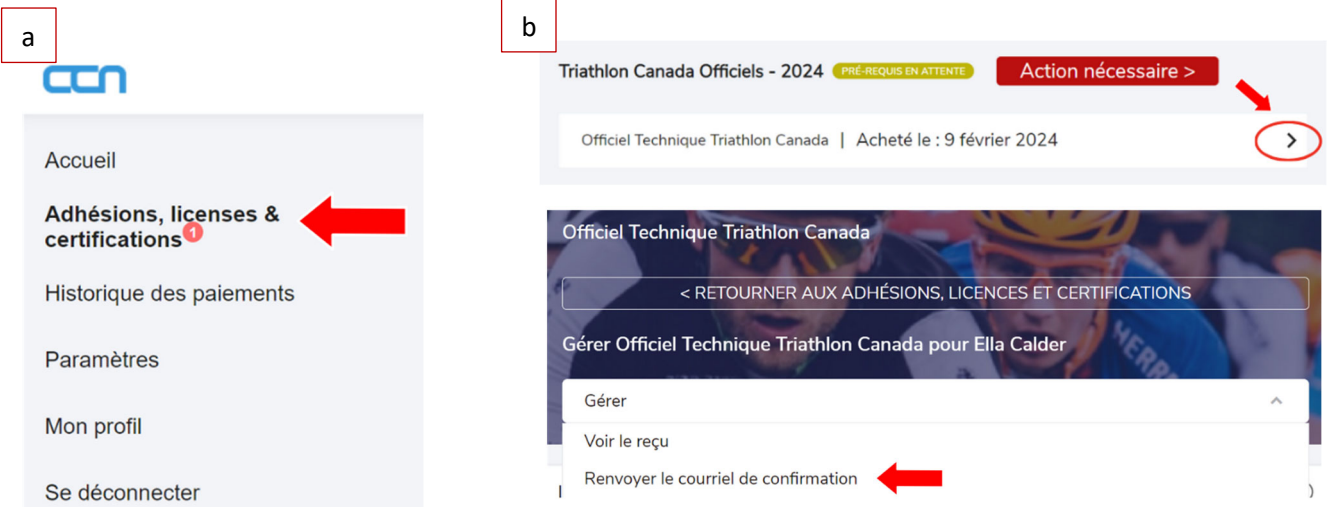 a
ccn
Accueil
Adhésions, licenses &
certifications 1
Historique des paiements
Paramètres
Mon profil
Se déconnecter
b
Triathlon Canada Officiels - 2024 PRÉ-REQUIS EN ATTENTE Action nécessaire >
Officiel Technique Triathlon Canada | Acheté le : 9 février 2024 >
Officiel Technique Triathlon Canada
< RETOURNER AUX ADHÉSIONS, LICENCES ET CERTIFICATIONS
Gérer Officiel Technique Triathlon Canada pour Ella Calder
Gérer
Voir le reçu
Renvoyer le courriel de confirmation